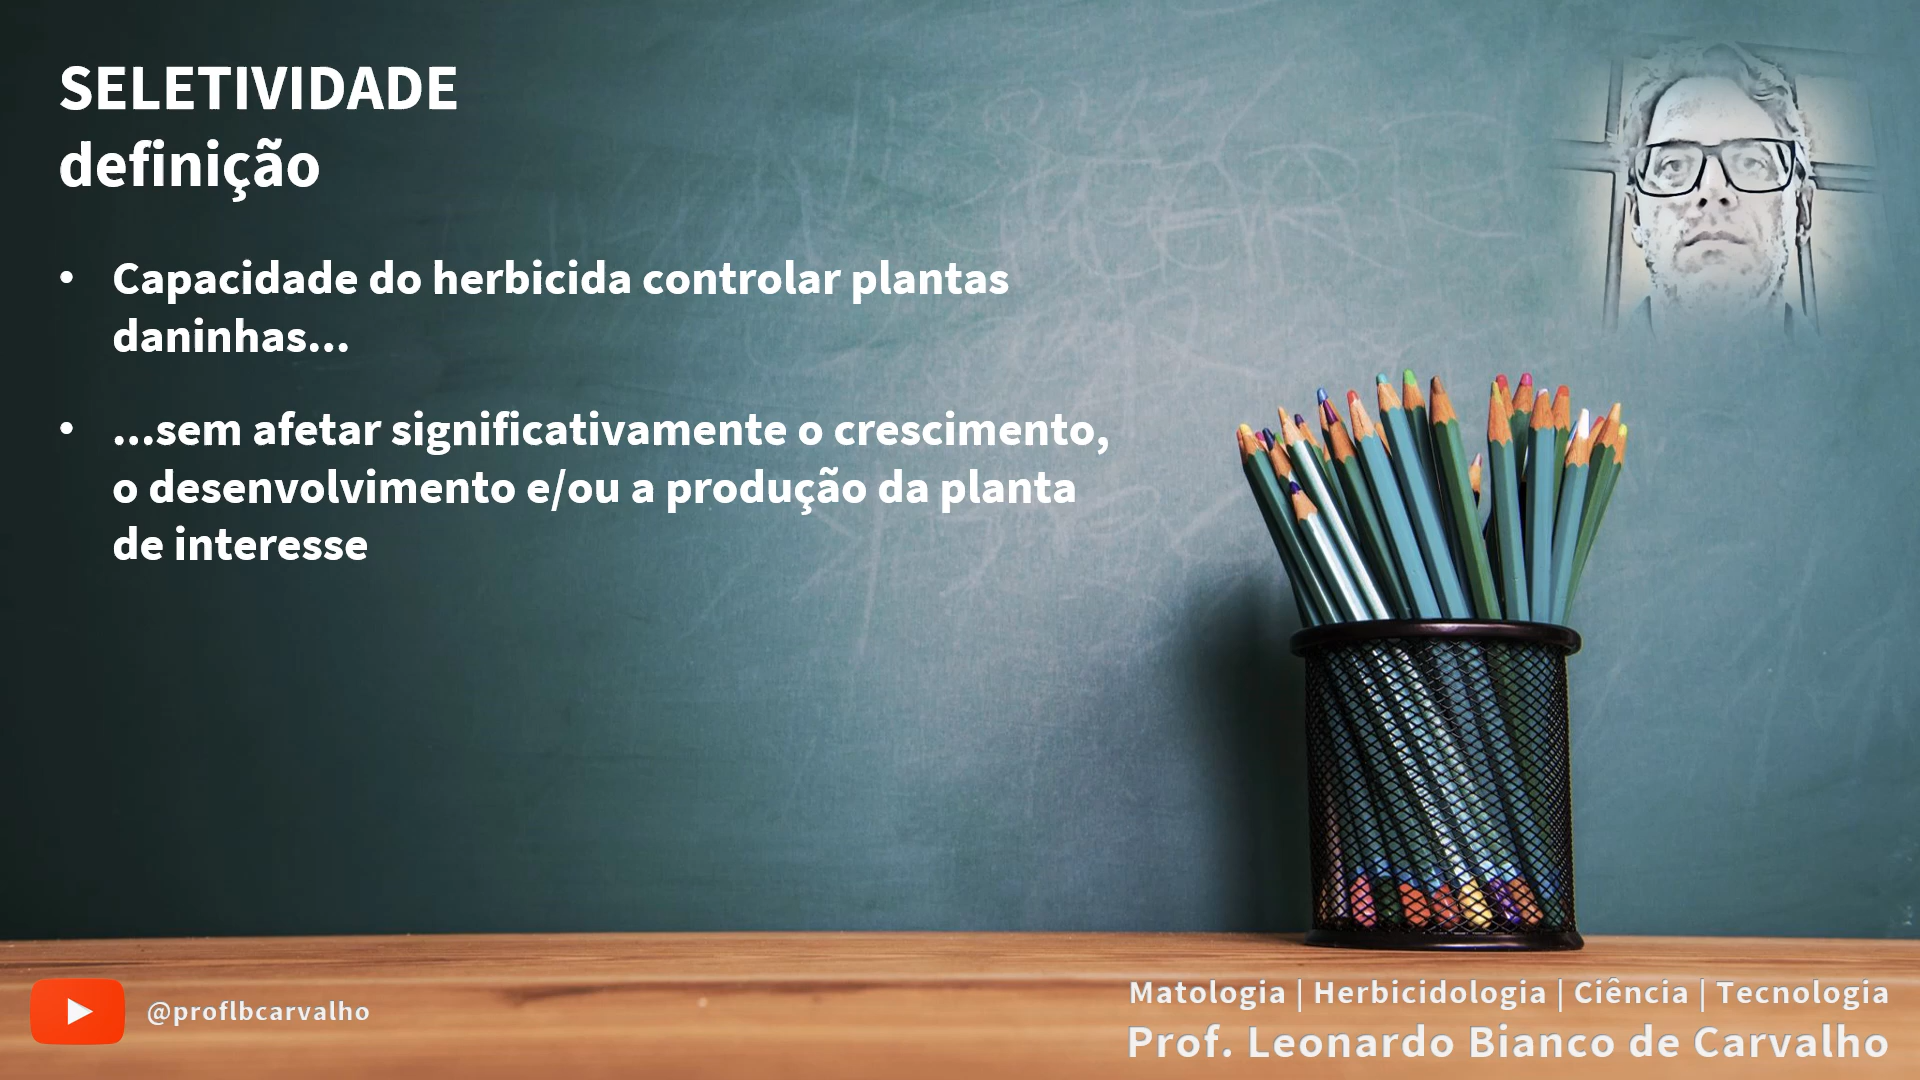 SELETIVIDADE
definição
• Capacidade do herbicida controlar plantas
daninhas...
• ...sem afetar significativamente o crescimento,
o desenvolvimento e/ou a produção da planta
de interesse
@proflbcarvalho
Matologia | Herbicidologia | Ciência | Tecnologia
Prof. Leonardo Bianco de Carvalho